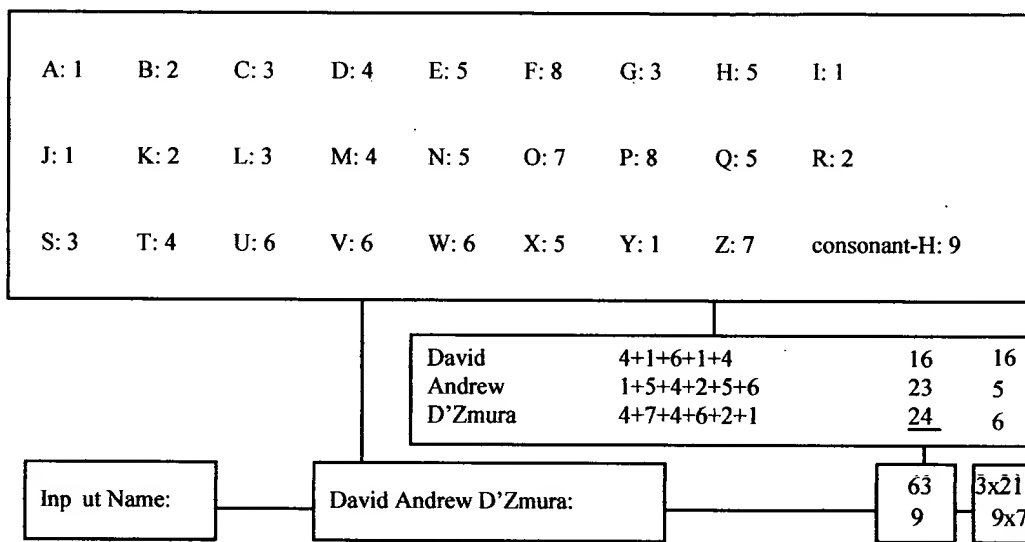 A: 1 B: 2 C: 3 D: 4 E: 5 F: 8 G: 3 H: 5 I: 1
J: 1 K: 2 L: 3 M: 4 N: 5 O: 7 P: 8 Q: 5 R: 2
S: 3 T: 4 U: 6 V: 6 W: 6 X: 5 Y: 1 Z: 7 consonant-H: 9
David 4+1+6+1+4 16 16
Andrew 1+5+4+2+5+6 23 5
D'Zmura 4+7+4+6+2+1 24 6
Inp ut Name: David Andrew D'Zmura: 63 3x21
9 9x7